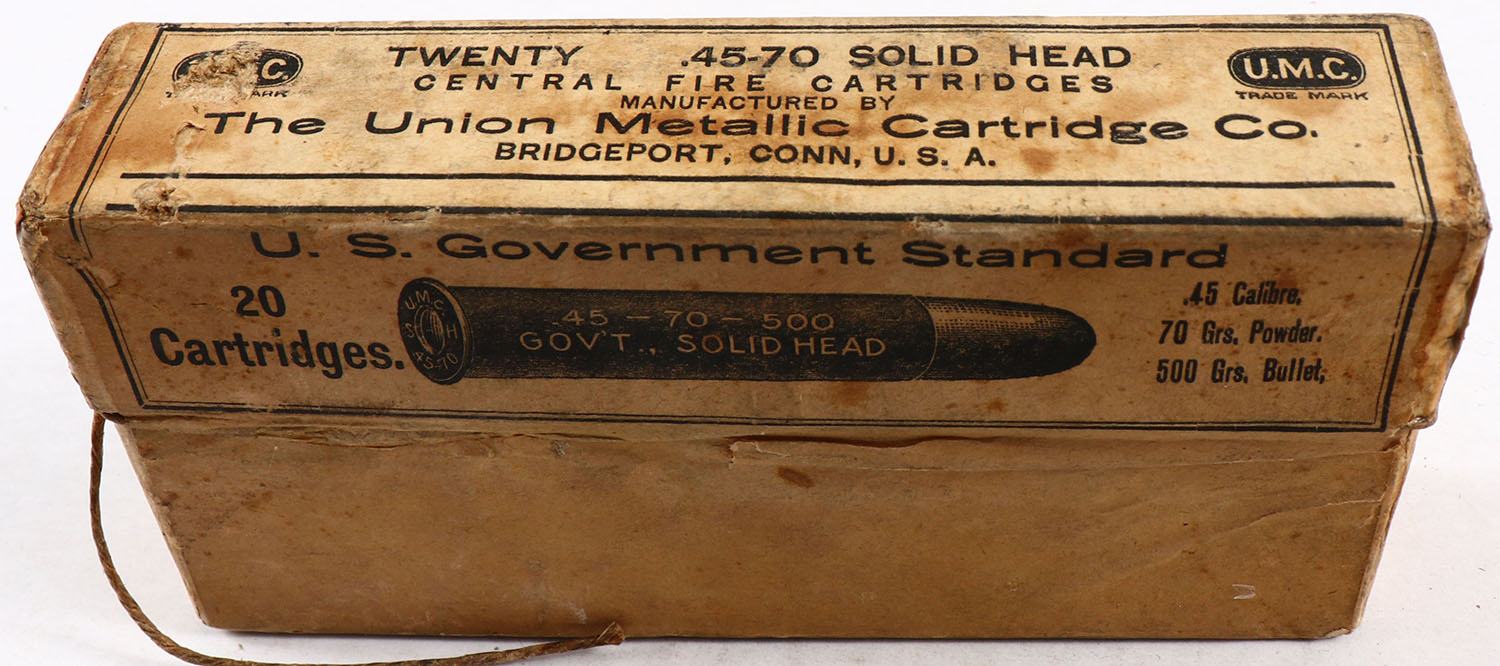 C.
ARK
TWENTY .45-70 SOLID HEAD
CENTRAL FIRE CARTRIDGES
MANUFACTURED BY
The Union Metallic Cartridge Co.
BRIDGEPORT, CONN, U. S. A.
U.M.C.
TRADE MARK
U. S. Government Standard
20
Cartridges.
U.M.C.
S H
45-70
.45 - 70 - 500
GOV'T., SOLID HEAD
.45 Calibre,
70 Grs. Powder.
500 Grs. Bullet,